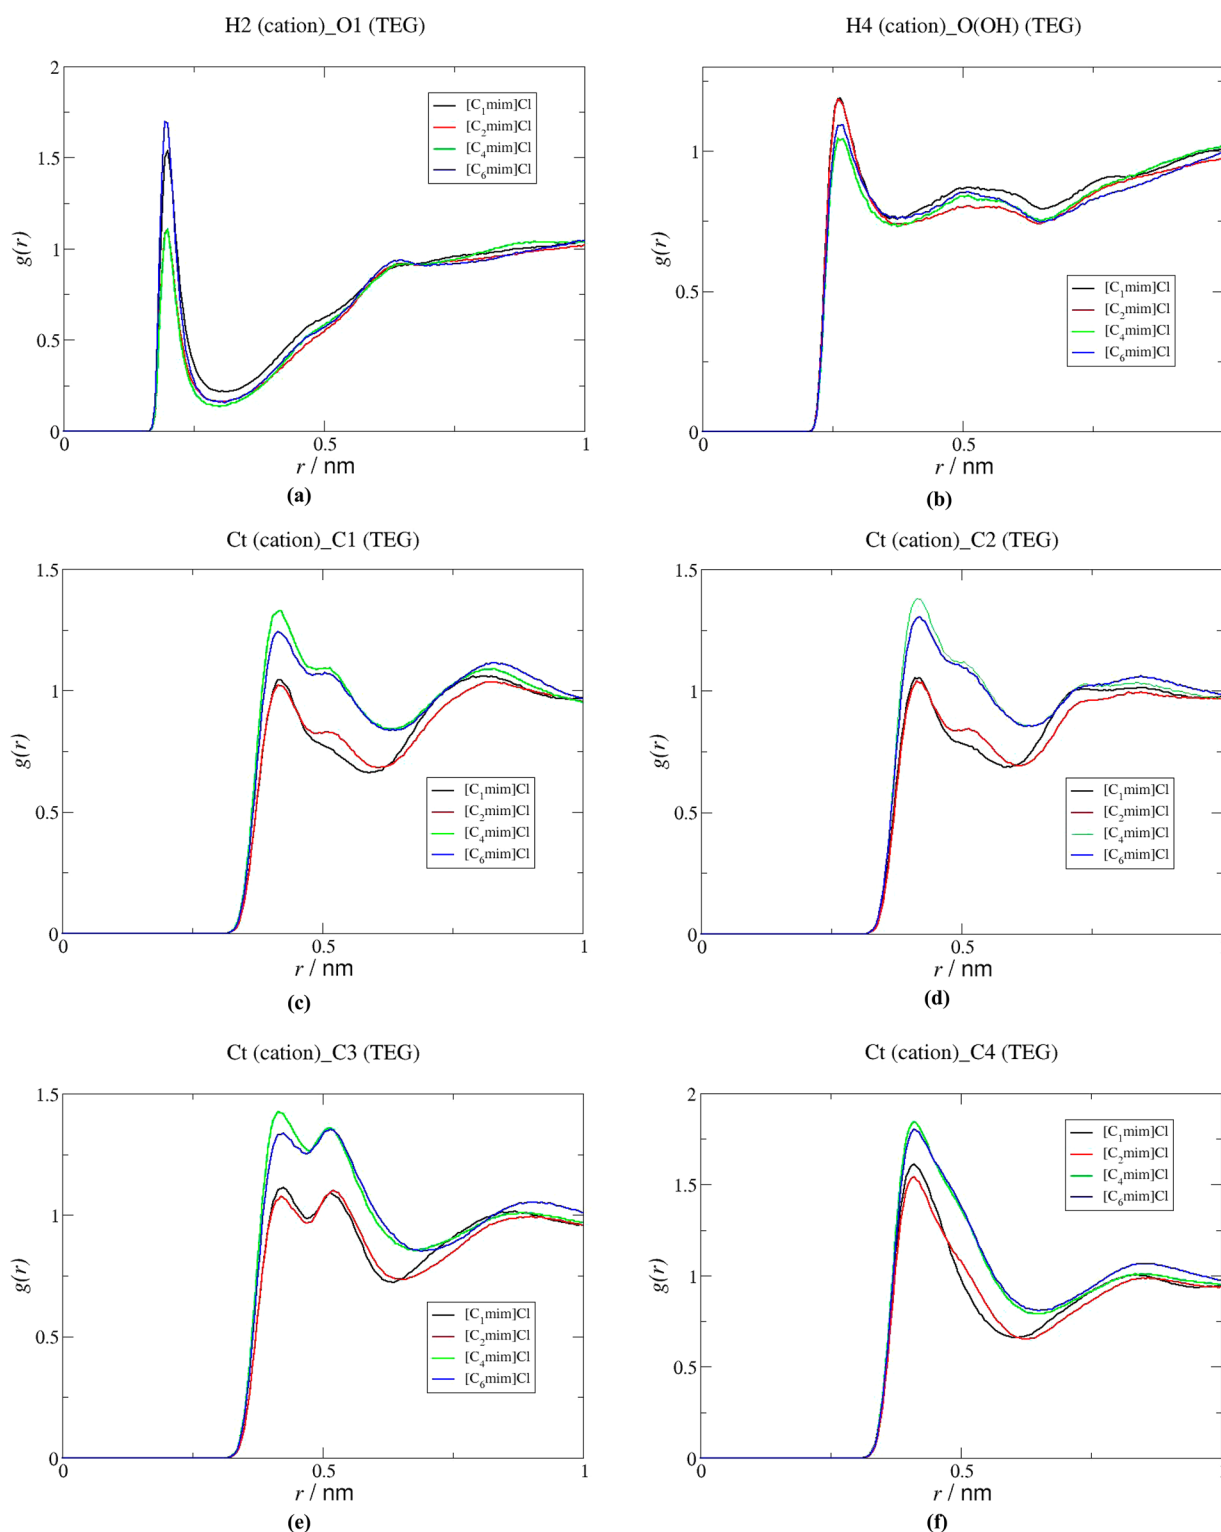 H2 (cation)_O1 (TEG)
2
1.5
1
0.5
0
g(r)
[C1mim]Cl
[C2mim]Cl
[C4mim]Cl
[C6mim]Cl
0
0.5
1
r / nm
(a)
H4 (cation)_O(OH) (TEG)
1
0.5
0
g(r)
[C1mim]Cl
[C2mim]Cl
[C4mim]Cl
[C6mim]Cl
0
0.5
1
r / nm
(b)
Ct (cation)_C1 (TEG)
1.5
1
0.5
0
g(r)
[C1mim]Cl
[C2mim]Cl
[C4mim]Cl
[C6mim]Cl
0
0.5
1
r / nm
(c)
Ct (cation)_C2 (TEG)
1.5
1
0.5
0
g(r)
[C1mim]Cl
[C2mim]Cl
[C4mim]Cl
[C6mim]Cl
0
0.5
1
r / nm
(d)
Ct (cation)_C3 (TEG)
1.5
1
0.5
0
g(r)
[C1mim]Cl
[C2mim]Cl
[C4mim]Cl
[C6mim]Cl
0
0.5
1
r / nm
(e)
Ct (cation)_C4 (TEG)
2
1.5
1
0.5
0
g(r)
[C1mim]Cl
[C2mim]Cl
[C4mim]Cl
[C6mim]Cl
0
0.5
r / nm
(f)